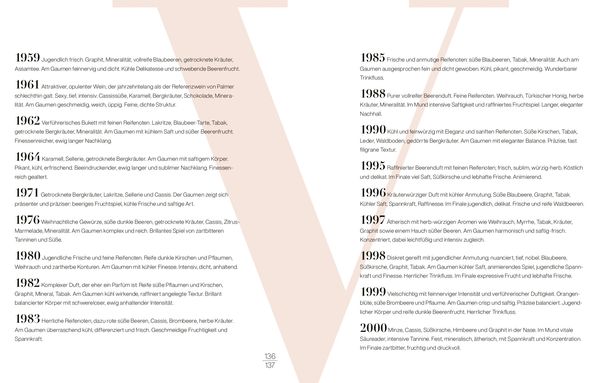 1959 Jugendlich frisch. Graphit. Mineralität, vollreife Blaubeeren, getrocknete Kräuter,
Assamtee. Am Gaumen feinnervig und dicht. Kühle Delikatesse und schwebende Beerenfrucht.
1961 Attraktiver, opulenter Wein, der jahrzehntelang als der Referenzwein von Palmer
schlechthin galt. Sexy, tief, intensiv. Cassissüße, Karamell, Bergkräuter, Schokolade, Minera-
lität. Am Gaumen geschmeidig, weich, üppig. Feine, dichte Struktur.
1962 Verführerisches Bukett mit feinen Reifenoten. Lakritze, Blaubeer-Tarte, Tabak,
getrocknete Bergkräuter, Mineralität. Am Gaumen mit kühlem Saft und süßer Beerenfrucht.
Finessenreicher, ewig langer Nachklang.
1964 Karamell, Sellerie, getrocknete Bergkräuter. Am Gaumen mit saftigem Körper.
Pikant, kühl, erfrischend. Beeindruckender, ewig langer und sublimer Nachklang. Finessen-
reich gealtert.
1971 Getrocknete Bergkräuter, Lakritze, Sellerie und Cassis. Der Gaumen zeigt sich
präsenter und präziser: beeriges Fruchtspiel, kühle Frische und saftige Art.
1976 Weihnachtliche Gewürze, süße dunkle Beeren, getrocknete Kräuter, Cassis, Zitrus-
Marmelade, Mineralität. Am Gaumen komplex und reich. Brillantes Spiel von zartbitteren
Tanninen und Süße.
1980 Jugendliche Frische und feine Reifenoten. Reife dunkle Kirschen und Pflaumen,
Weihrauch und zartherbe Konturen. Am Gaumen mit kühler Finesse. Intensiv, dicht, anhaltend.
1982 Komplexer Duft, der eher ein Parfüm ist. Reife süße Pflaumen und Kirschen,
Graphit, Mineral, Tabak. Am Gaumen kühl wirkende, raffiniert angelegte Textur. Brillant
balancierter Körper mit schwereloser, ewig anhaltender Intensität.
1983 Herrliche Reifenoten, dazu rote süße Beeren, Cassis, Brombeere, herbe Kräuter.
Am Gaumen überraschend kühl, differenziert und frisch. Geschmeidige Fruchtigkeit und
Spannkraft.
136
137
1985 Frische und anmutige Reifenoten: süße Blaubeeren, Tabak, Mineralität. Auch am
Gaumen ausgesprochen fein und dicht gewoben. Kühl, pikant, geschmeidig. Wunderbarer
Trinkfluss.
1988 Purer vollreifer Beerenduft. Feine Reifenoten. Weihrauch, Türkischer Honig, herbe
Kräuter, Mineralität. Im Mund intensive Saftigkeit und raffiniertes Fruchtspiel. Langer, eleganter
Nachhall.
1990 Kühl und feinwürzig mit Eleganz und sanften Reifenoten. Süße Kirschen, Tabak,
Leder, Waldboden, gedörrte Bergkräuter. Am Gaumen mit eleganter Balance. Präzise, fast
filigrane Textur.
1995 Raffinierter Beerenduft mit feinen Reifenoten; frisch, sublim, würzig-herb. Köstlich
und delikat. Im Finale viel Saft, Süßkirsche und lebhafte Frische. Animierend.
1996 Kräuterwürziger Duft mit kühler Anmutung. Süße Blaubeere, Graphit, Tabak.
Kühler Saft, Spannkraft, Raffinesse. Im Finale jugendlich, delikat. Frische und reife Waldbeeren.
1997 Ätherisch mit herb-würzigen Aromen wie Weihrauch, Myrrhe, Tabak, Kräuter,
Graphit sowie einem Hauch süßer Beeren. Am Gaumen harmonisch und saftig-frisch.
Konzentriert, dabei leichtfüßig und intensiv zugleich.
1998 Diskret gereift mit jugendlicher Anmutung: nuanciert, tief, nobel. Blaubeere,
Süßkirsche, Graphit, Tabak. Am Gaumen kühler Saft, animierendes Spiel, jugendliche Spann-
kraft und Finesse. Herrlicher Trinkfluss. Im Finale expressive Frucht und lebhafte Frische.
1999 Vielschichtig mit feinnerviger Intensität und verführerischer Duftigkeit. Orangen-
blüte, süße Brombeere und Pflaume. Am Gaumen crisp und saftig. Präzise balanciert. Jugend-
licher Körper und reife dunkle Beerenfrucht. Herrlicher Trinkfluss.
2000 Minze, Cassis, Süßkirsche, Himbeere und Graphit in der Nase. Im Mund vitale
Säureader, intensive Tannine. Fest, mineralisch, ätherisch, mit Spannkraft und Konzentration.
Im Finale zartbitter, fruchtig und druckvoll.